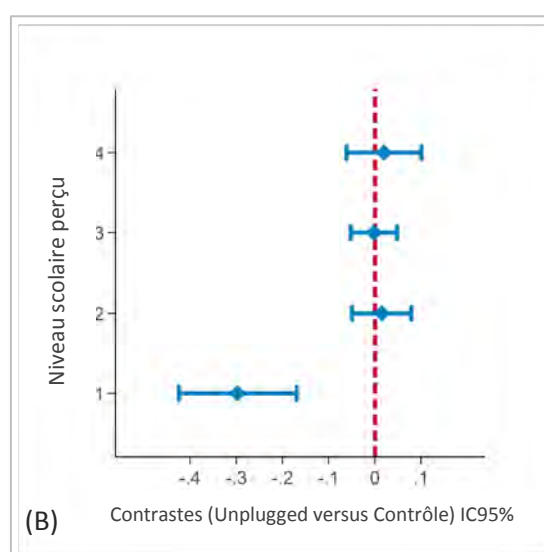 Niveau scolaire perçu
4
3
2
1
-.4 -.3 -.2 -.1 0 .1
(B) Contrastes (Unplugged versus Contrôle) IC95%